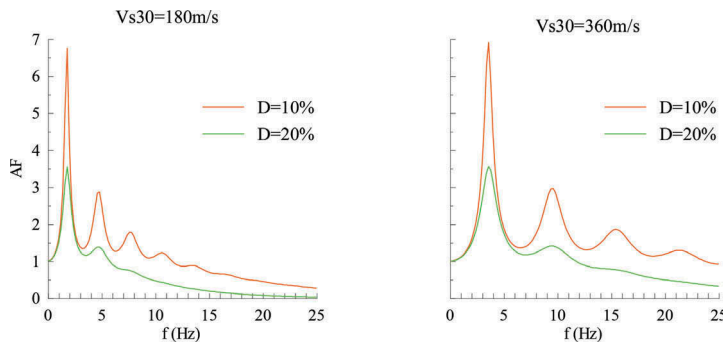 Vs30=180m/s
7
6
5
4
3
2
1
0
AF
D=10%
D=20%
0 5 10 15 20 25
f (Hz)
Vs30=360m/s
D=10%
D=20%
0 5 10 15 20 25
f (Hz)